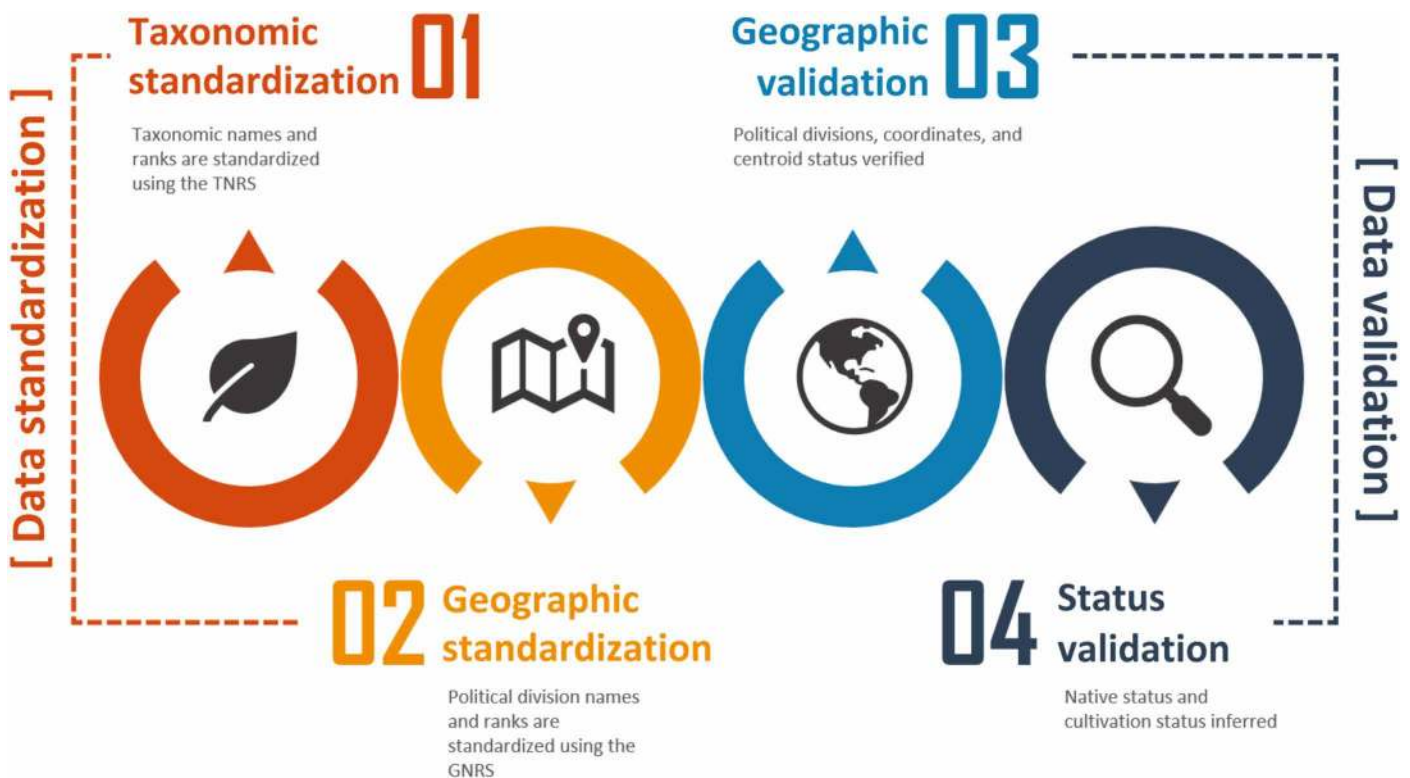 [ Data standardization ]
Taxonomic
standardization
01
Taxonomic names and
ranks are standardized
using the TNRS
02
Geographic
standardization
Political division names
and ranks are
standardized using the
GNRS
Geographic
validation
03
Political divisions, coordinates, and
centroid status verified
04
Status
validation
Native status and
cultivation status inferred
[ Data validation ]